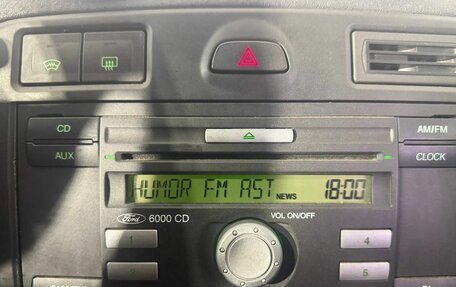 CD
AM/FM
AUX
CLOCK
HUMOR FM AST NEWS 18:00
Ford 6000 CD
VOL ON/OFF
1
4
2
5